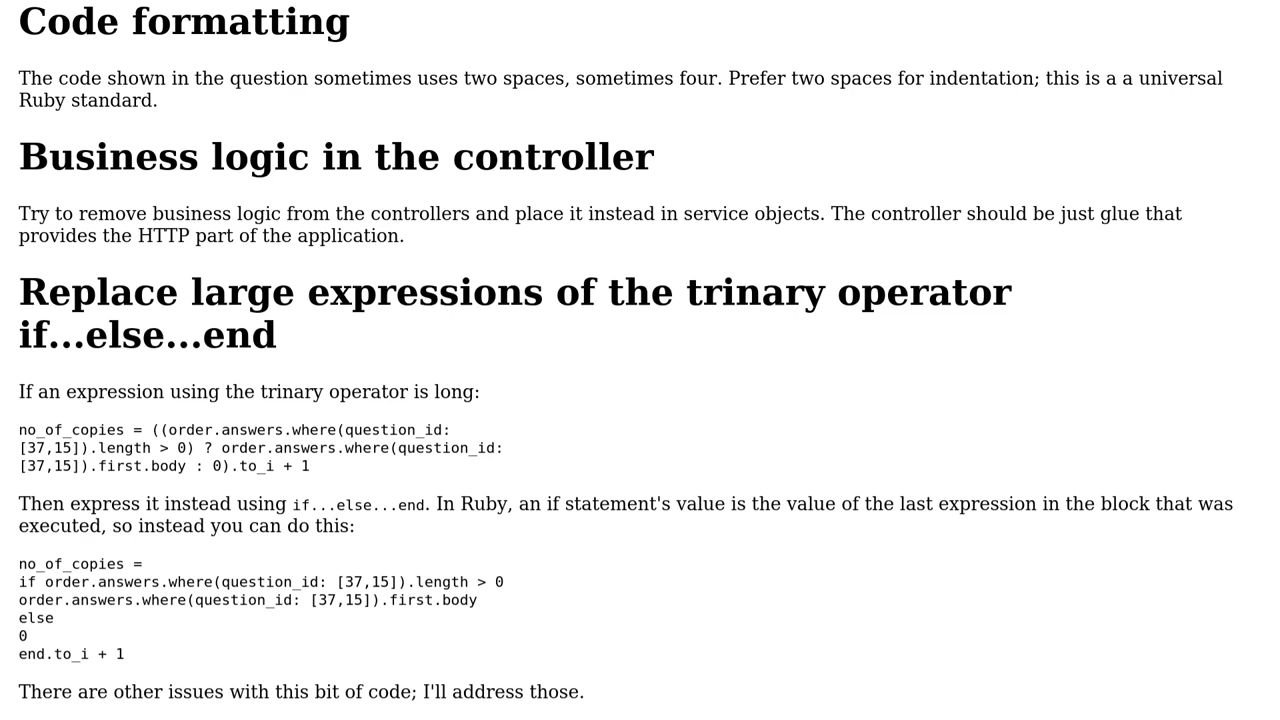 Code formatting
The code shown in the question sometimes uses two spaces, sometimes four. Prefer two spaces for indentation; this is a a universal
Ruby standard.
Business logic in the controller
Try to remove business logic from the controllers and place it instead in service objects. The controller should be just glue that
provides the HTTP part of the application.
Replace large expressions of the trinary operator
if...else...end
If an expression using the trinary operator is long:
no_of_copies = ((order.answers.where(question_id:
[37,15]).length > 0) ? order.answers.where(question_id:
[37,15]).first.body : 0).to_i + 1
Then express it instead using if...else...end. In Ruby, an if statement's value is the value of the last expression in the block that was
executed, so instead you can do this:
no_of_copies =
if order.answers.where(question_id: [37,15]).length > 0
order.answers.where(question_id: [37,15]).first.body
else
0
end.to_i + 1
There are other issues with this bit of code; I'll address those.